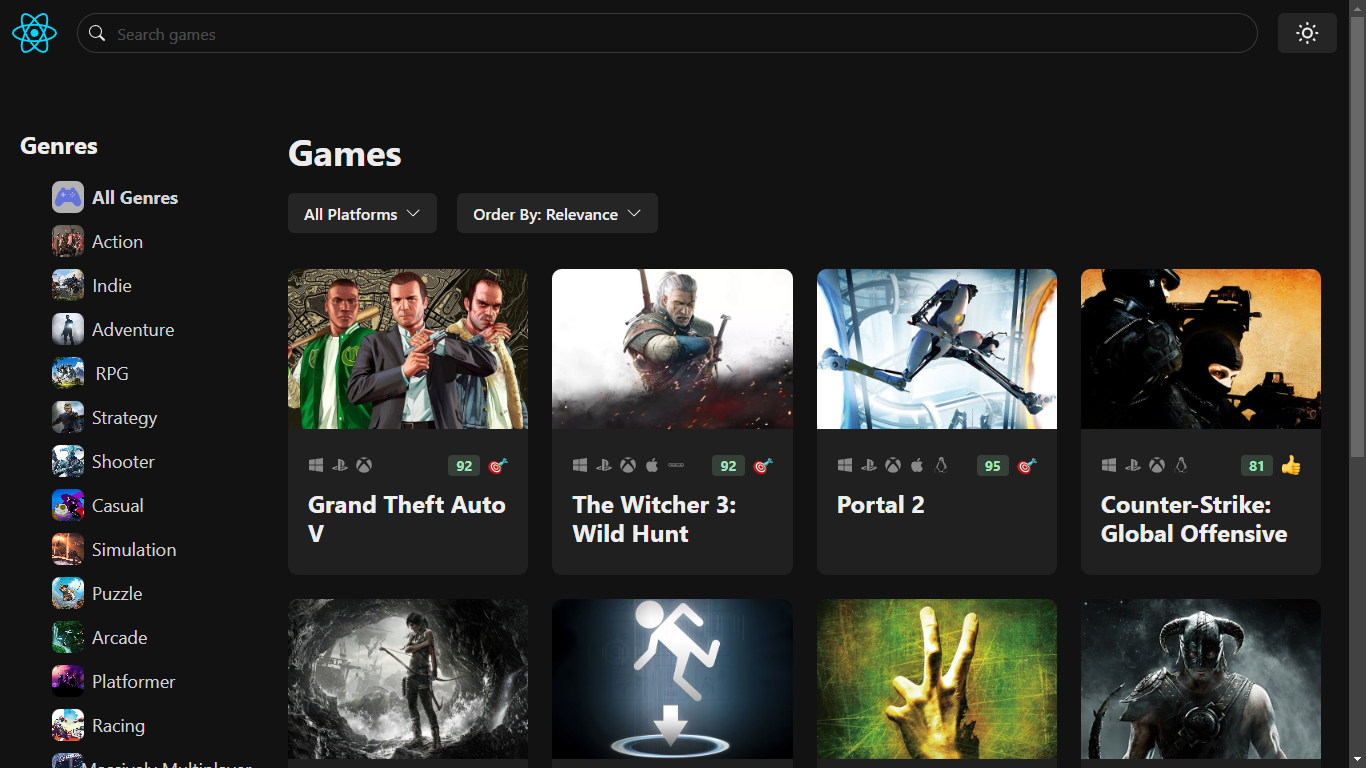 Search games
Genres
All Genres
Action
Indie
Adventure
RPG
Strategy
Shooter
Casual
Simulation
Puzzle
Arcade
Platformer
Racing
Massively Multiplayer
Games
All Platforms
Order By: Relevance
92
Grand Theft Auto
V
92
The Witcher 3:
Wild Hunt
95
Portal 2
81
Counter-Strike:
Global Offensive